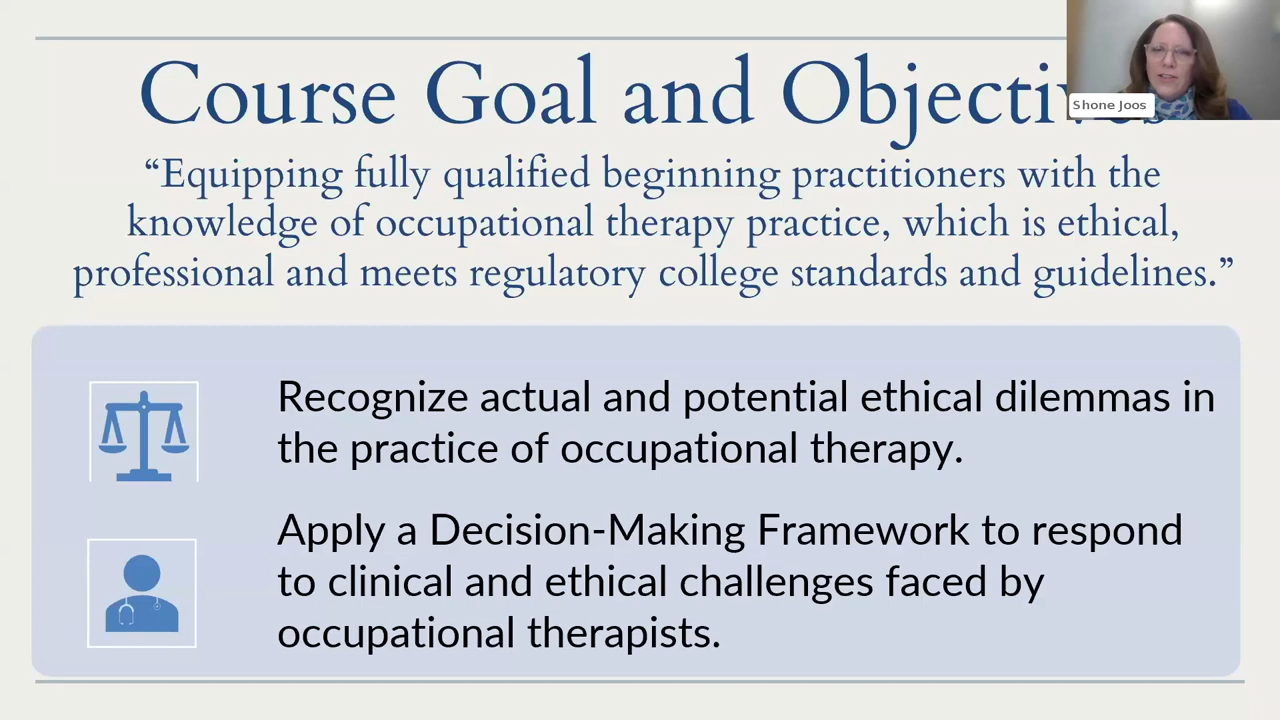 Course Goal and Objectives
Shone Joos
“Equipping fully qualified beginning practitioners with the
knowledge of occupational therapy practice, which is ethical,
professional and meets regulatory college standards and guidelines.”
Recognize actual and potential ethical dilemmas in
the practice of occupational therapy.
Apply a Decision-Making Framework to respond
to clinical and ethical challenges faced by
occupational therapists.